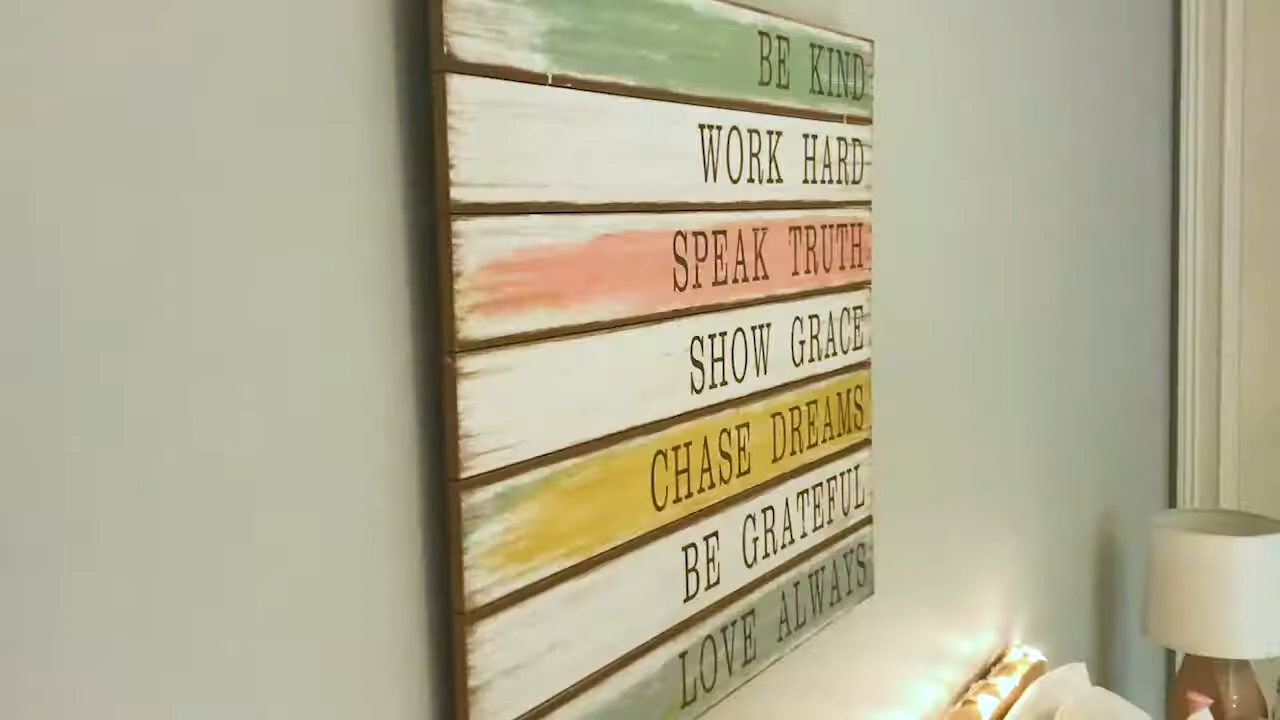 BE KIND
WORK HARD
SPEAK TRUTH
SHOW GRACE
CHASE DREAMS
BE GRATEFUL
LOVE ALWAYS